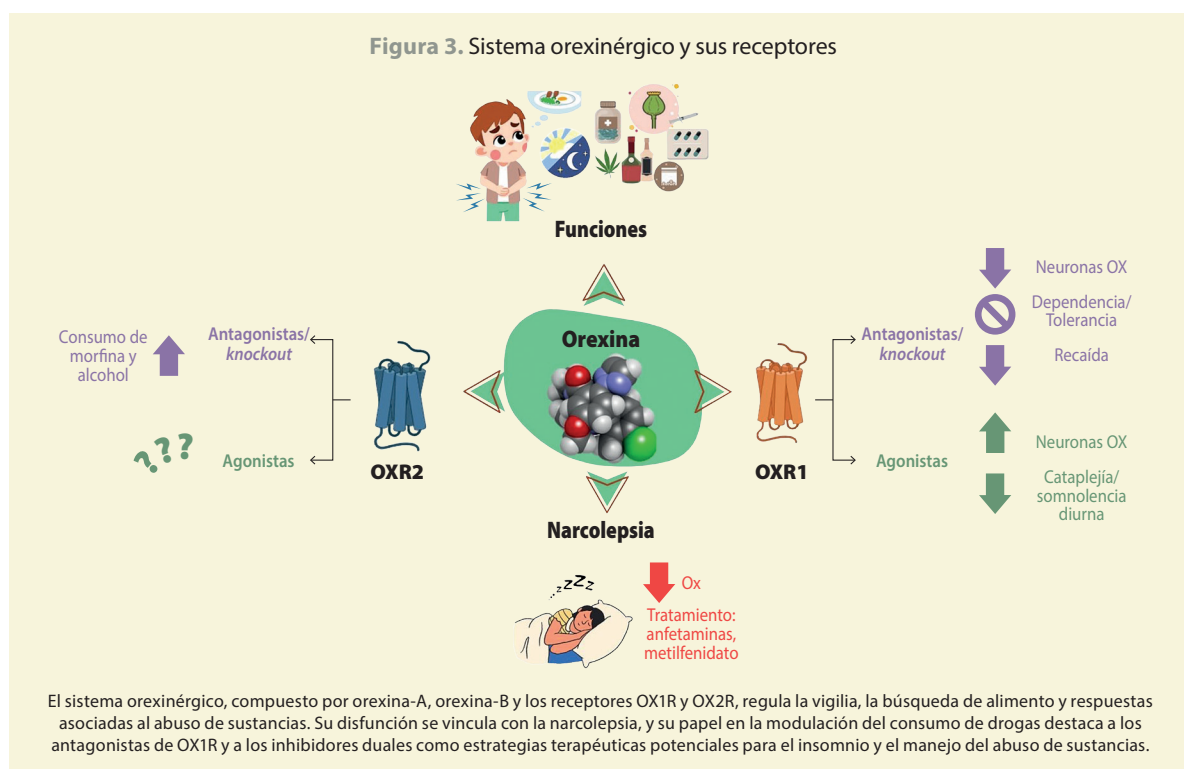 Figura 3. Sistema orexinérgico y sus receptores
Funciones
Orexina
Consumo de
morfina y
alcohol
Antagonistas/
knockout
???
Agonistas
OXR2
OXR1
Antagonistas/
knockout
Agonistas
Neuronas OX
Dependencia/
Tolerancia
Recaída
Neuronas OX
Cataplejía/
somnolencia
diurna
Narcolepsia
zzZZZ
Ox
Tratamiento:
anfetaminas,
metilfenidato
El sistema orexinérgico, compuesto por orexina-A, orexina-B y los receptores OX1R y OX2R, regula la vigilia, la búsqueda de alimento y respuestas
asociadas al abuso de sustancias. Su disfunción se vincula con la narcolepsia, y su papel en la modulación del consumo de drogas destaca a los
antagonistas de OX1R y a los inhibidores duales como estrategias terapéuticas potenciales para el insomnio y el manejo del abuso de sustancias.